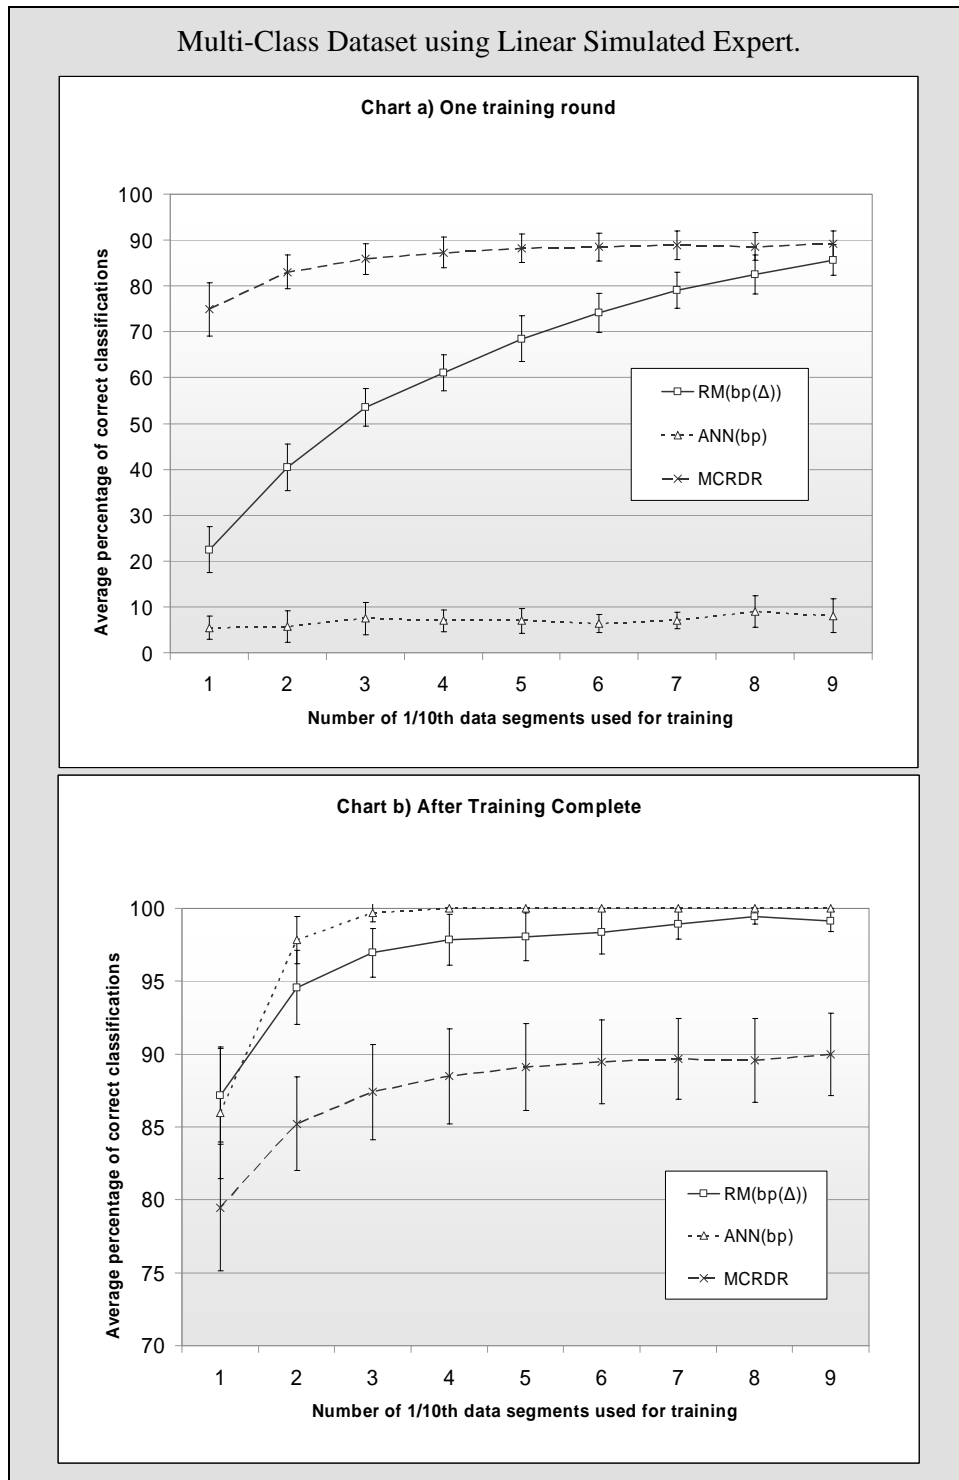 Multi-Class Dataset using Linear Simulated Expert.
Chart a) One training round
Average percentage of correct classifications
100
90
80
70
60
50
40
30
20
10
0
RM(bp(Δ))
ANN(bp)
MCRDR
1 2 3 4 5 6 7 8 9
Number of 1/10th data segments used for training
Chart b) After Training Complete
Average percentage of correct classifications
100
95
90
85
80
75
70
RM(bp(Δ))
ANN(bp)
MCRDR
1 2 3 4 5 6 7 8 9
Number of 1/10th data segments used for training